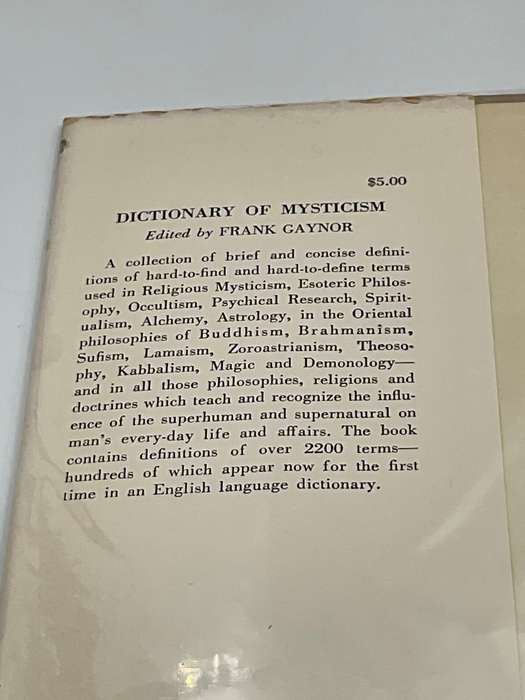 $5.00
DICTIONARY OF MYSTICISM
Edited by FRANK GAYNOR
A collection of brief and concise defini-
tions of hard-to-find and hard-to-define terms
used in Religious Mysticism, Esoteric Philos-
ophy, Occultism, Psychical Research, Spirit-
ualism, Alchemy, Astrology, in the Oriental
philosophies of Buddhism, Brahmanism,
Sufism, Lamaism, Zoroastrianism, Theoso-
phy, Kabbalism, Magic and Demonology—
and in all those philosophies, religions and
doctrines which teach and recognize the influ-
ence of the superhuman and supernatural on
man's every-day life and affairs. The book
contains definitions of over 2200 terms—
hundreds of which appear now for the first
time in an English language dictionary.